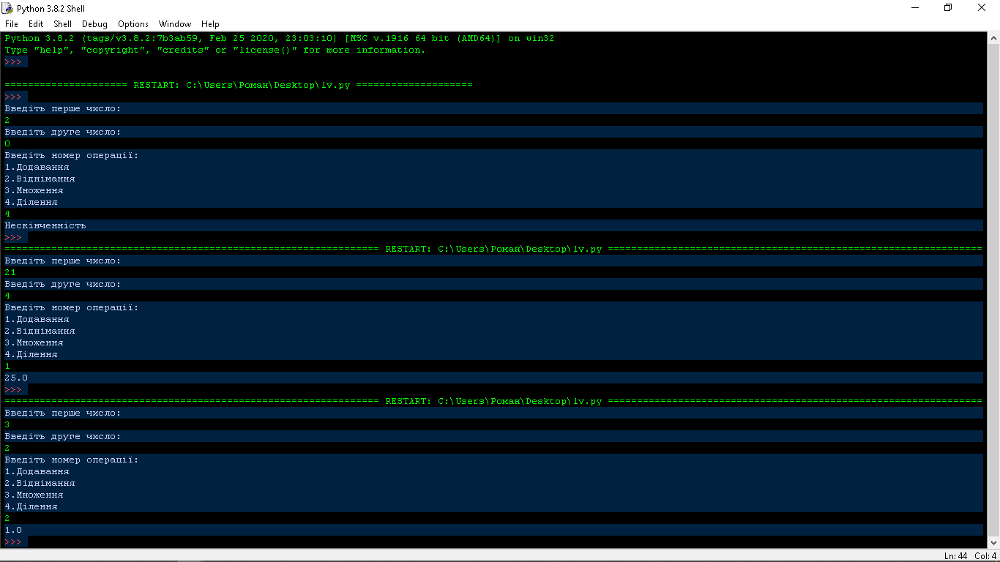 Python 3.8.2 Shell
File Edit Shell Debug Options Window Help
Python 3.8.2 (tags/v3.8.2:7b3ab59, Feb 25 2020, 23:03:10) [MSC v.1916 64 bit (AMD64)] on win32
Type "help", "copyright", "credits" or "license()" for more information.
>>>
===================== RESTART: C:\Users\Роман\Desktop\lv.py ====================
>>>
Введіть перше число:
2
Введіть друге число:
0
Введіть номер операції:
1.Додавання
2.Віднімання
3.Множення
4.Ділення
4
Нескінченність
>>>
================================================================ RESTART: C:\Users\Роман\Desktop\lv.py ================================================================
Введіть перше число:
21
Введіть друге число:
4
Введіть номер операції:
1.Додавання
2.Віднімання
3.Множення
4.Ділення
1
25.0
>>>
================================================================ RESTART: C:\Users\Роман\Desktop\lv.py ================================================================
Введіть перше число:
3
Введіть друге число:
2
Введіть номер операції:
1.Додавання
2.Віднімання
3.Множення
4.Ділення
2
1.0
>>>
Ln: 44 Col: 4